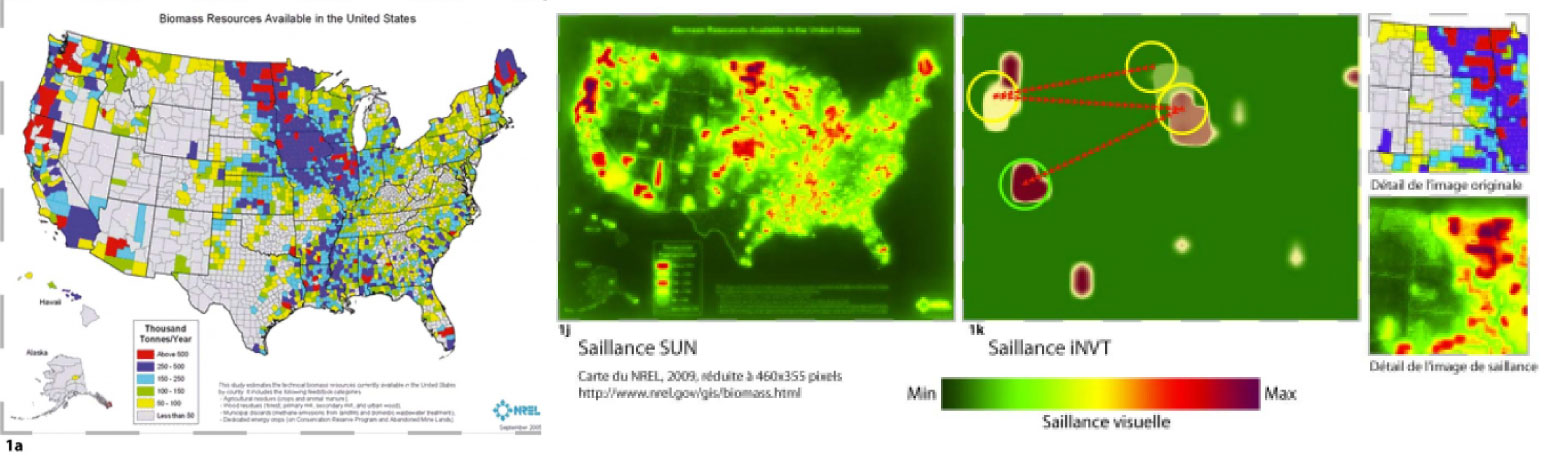 Biomass Resources Available in the United States
Hawaii
Alaska
Thousand
Tonnes/Year
Above 500
250 - 500
150 - 250
100 - 150
50 - 100
Less than 50
This study estimates the technical biomass resources currently available in the United States
by county. It includes the following feedstock categories:
- Agricultural residues (crops and animal manure).
- Wood residues (forest, primary mill, secondary mill, and urban wood).
- Municipal discards (methane emissions from landfills and domestic wastewater treatment).
- Dedicated energy crops (on Conservation Reserve Program and Abandoned Mine Lands).
NREL
September 2005
1a
Biomass Resources Available in the United States
1j
Saillance SUN
Carte du NREL, 2009, réduite à 460x355 pixels
http://www.nrel.gov/gis/biomass.html
1k
Saillance iNVT
Min
Max
Saillance visuelle
Détail de l'image originale
Détail de l'image de saillance